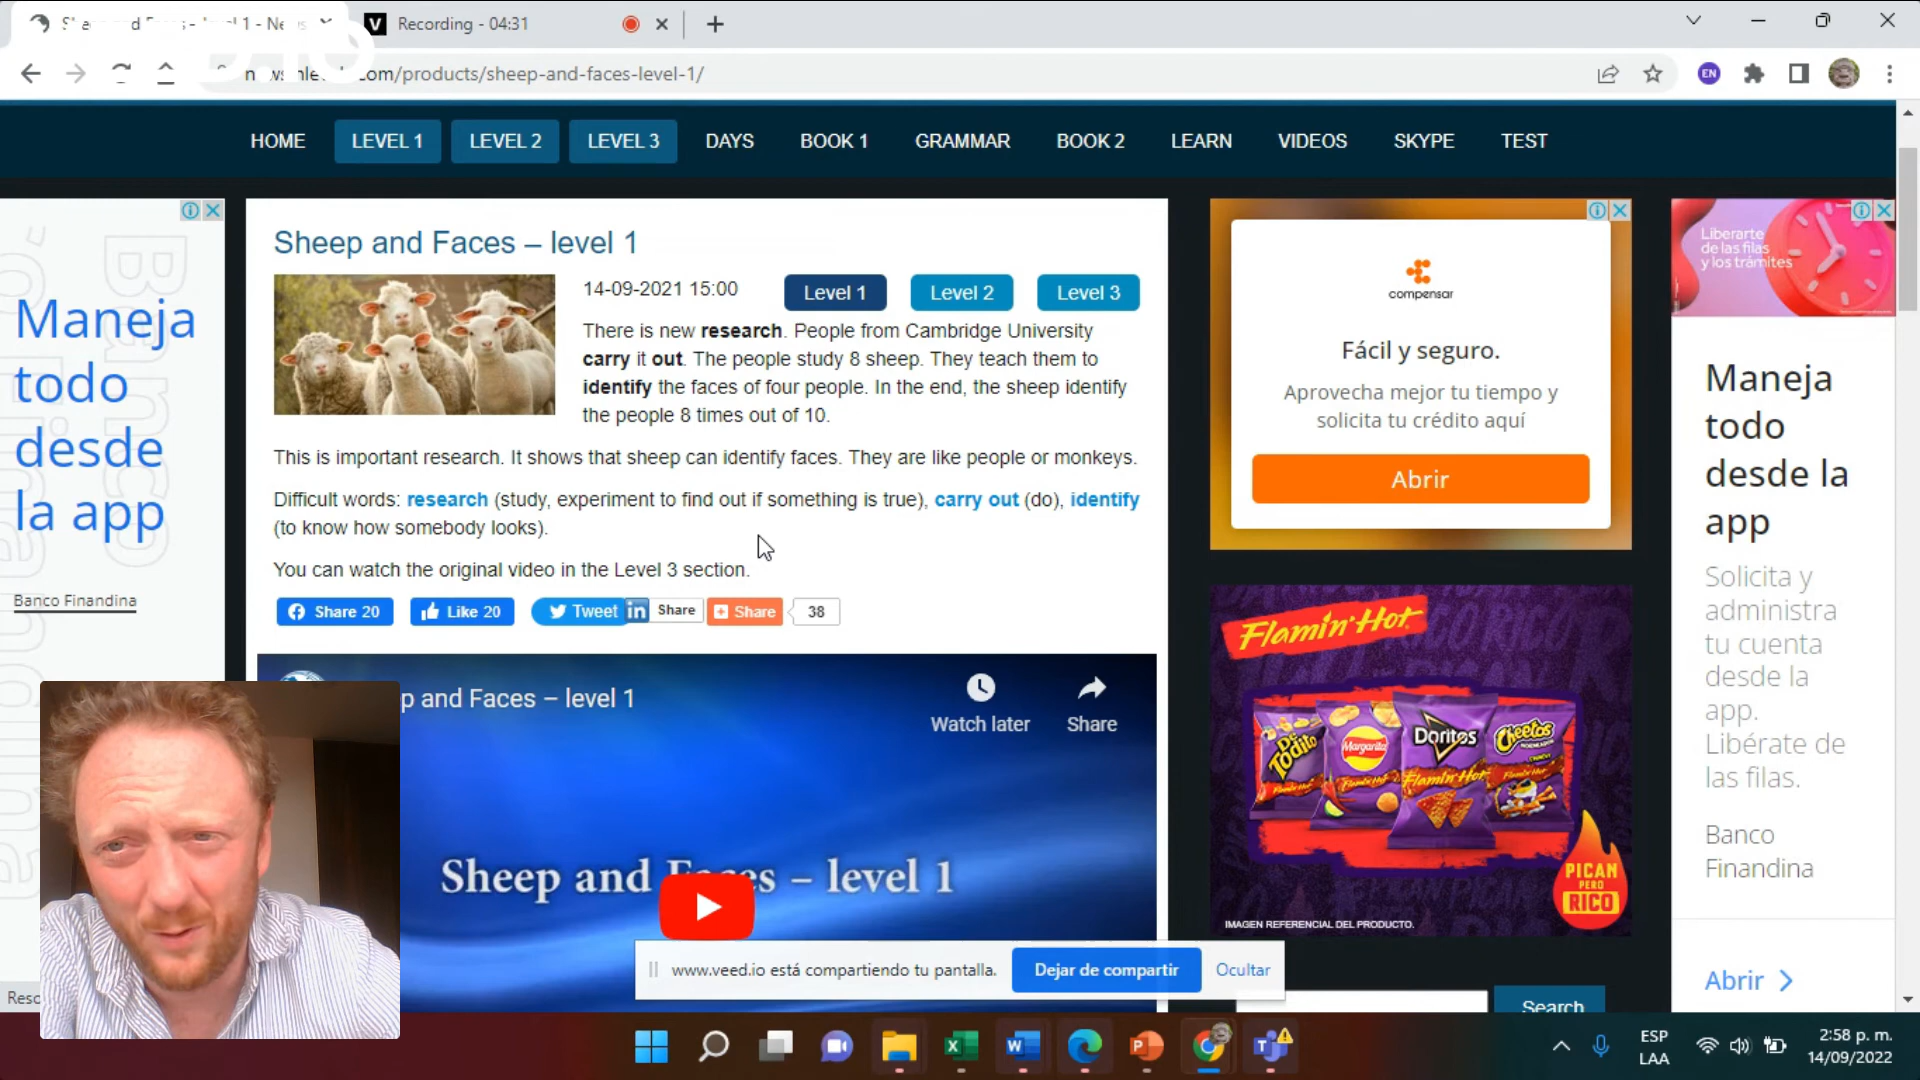 Recording - 04:31
.com/products/sheep-and-faces-level-1/
EN
HOME
LEVEL 1
LEVEL 2
LEVEL 3
DAYS
BOOK 1
GRAMMAR
BOOK 2
LEARN
VIDEOS
SKYPE
TEST
Sheep and Faces – level 1
14-09-2021 15:00
Level 1
Level 2
Level 3
There is new research. People from Cambridge University
carry it out. The people study 8 sheep. They teach them to
identify the faces of four people. In the end, the sheep identify
the people 8 times out of 10.
This is important research. It shows that sheep can identify faces. They are like people or monkeys.
Difficult words: research (study, experiment to find out if something is true), carry out (do), identify
(to know how somebody looks).
You can watch the original video in the Level 3 section.
Share 20
Like 20
Tweet
in Share
Share
38
p and Faces – level 1
Watch later
Share
Sheep and Faces – level 1
www.veed.io está compartiendo tu pantalla.
Dejar de compartir
Ocultar
Maneja
todo
desde
la app
Banco Finandina
compensar
Fácil y seguro.
Aprovecha mejor tu tiempo y
solicita tu crédito aquí
Abrir
Flamin' Hot
De Todito
Margarita
Doritos
Cheetos
Flamin' Hot
PICAN
PERO
RICO
IMAGEN REFERENCIAL DEL PRODUCTO.
Search
Liberarte
de las filas
y los trámites
Maneja
todo
desde la
app
Solicita y
administra
tu cuenta
desde la
app.
Libérate de
las filas.
Banco
Finandina
Abrir
ESP
LAA
2:58 p. m.
14/09/2022